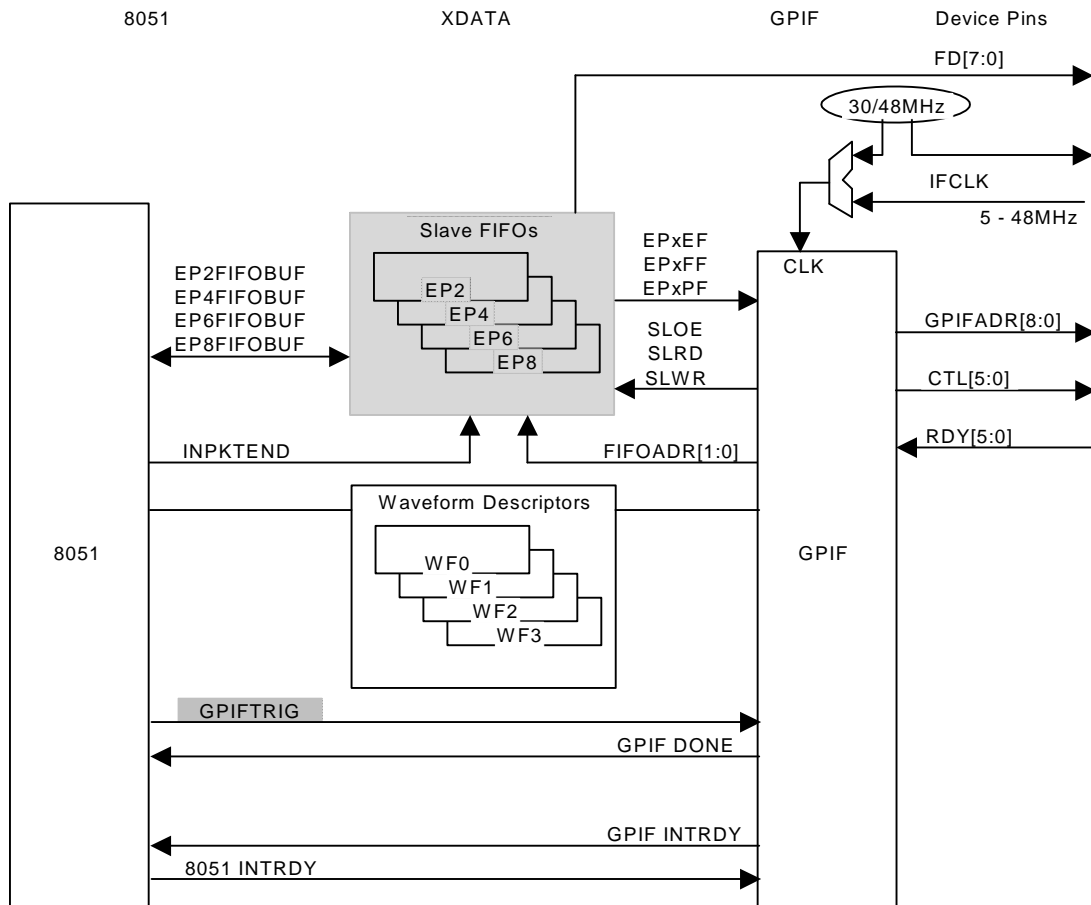 8051
XDATA
GPIF
Device Pins
FD[7:0]
30/48MHz
IFCLK
5 - 48MHz
Slave FIFOs
EP2
EP4
EP6
EP8
EP2FIFOBUF
EP4FIFOBUF
EP6FIFOBUF
EP8FIFOBUF
EPxEF
EPxFF
EPxPF
SLOE
SLRD
SLWR
CLK
GPIFADR[8:0]
CTL[5:0]
RDY[5:0]
INPKTEND
FIFOADR[1:0]
Waveform Descriptors
WF0
WF1
WF2
WF3
8051
GPIF
GPIFTRIG
GPIF DONE
GPIF INTRDY
8051 INTRDY